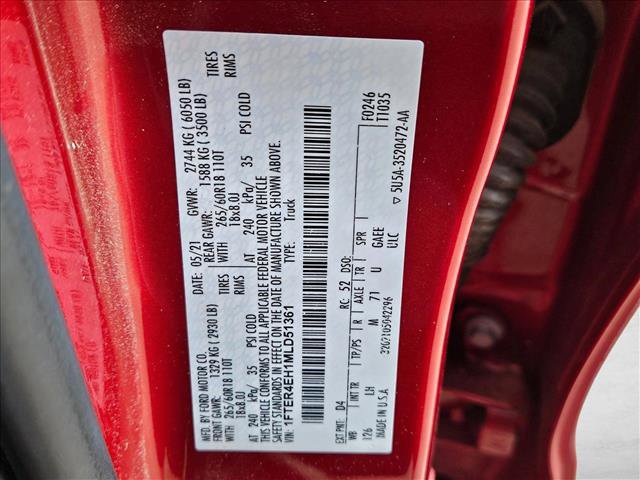 MFD. BY FORD MOTOR CO. 05/21 GVWR: 2744 KG ( 6050 LB)
FRONT GAWR: REAR GAWR:
1329 KG ( 2930 LB) WITH 1588 KG ( 3500 LB) WITH
265/60R18 110T TIRES 265/60R18 110T TIRES
18x8.0J RIMS 18x8.0J RIMS
AT 240 kPa/ 35 PSI COLD AT 240 kPa/ 35 PSI COLD
THIS VEHICLE CONFORMS TO ALL APPLICABLE FEDERAL MOTOR VEHICLE
SAFETY STANDARDS IN EFFECT ON THE DATE OF MANUFACTURE SHOWN ABOVE.
VIN: 1FTER4EH1MLD51361
TYPE: Truck
EXT PNT: D4 RC: 52 DSO: F0246
T1035
WB INT TR TP/PS R AXLE TR SPR
126 LH M 71 U GAEE
ULC
MADE IN U.S.A. 3202105042296 ▽ 5U5A-3520472-AA